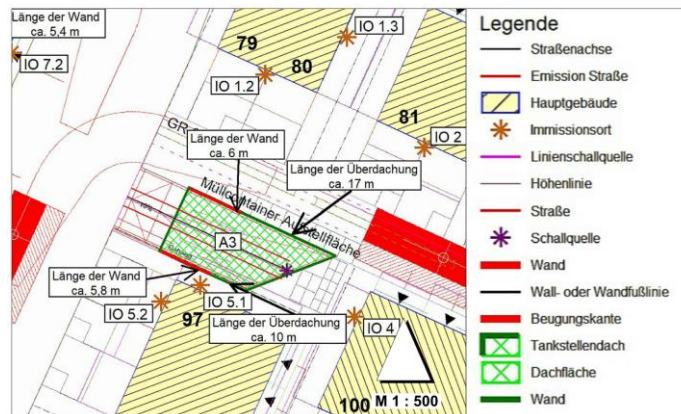 Länge der Wand
ca. 5,4 m
IO 7.2
79
80
IO 1.3
IO 1.2
81
IO 2
Länge der Wand
ca. 6 m
Länge der Überdachung
ca. 17 m
Müllcontainer Aufstellfläche
A3
Länge der Wand
ca. 5,8 m
IO 5.1
IO 5.2
97
Länge der Überdachung
ca. 10 m
IO 4
100
M 1 : 500
Legende
Straßenachse
Emission Straße
Hauptgebäude
Immissionsort
Linienschallquelle
Höhenlinie
Straße
Schallquelle
Wand
Wall- oder Wandfußlinie
Beugungskante
Tankstellendach
Dachfläche
Wand